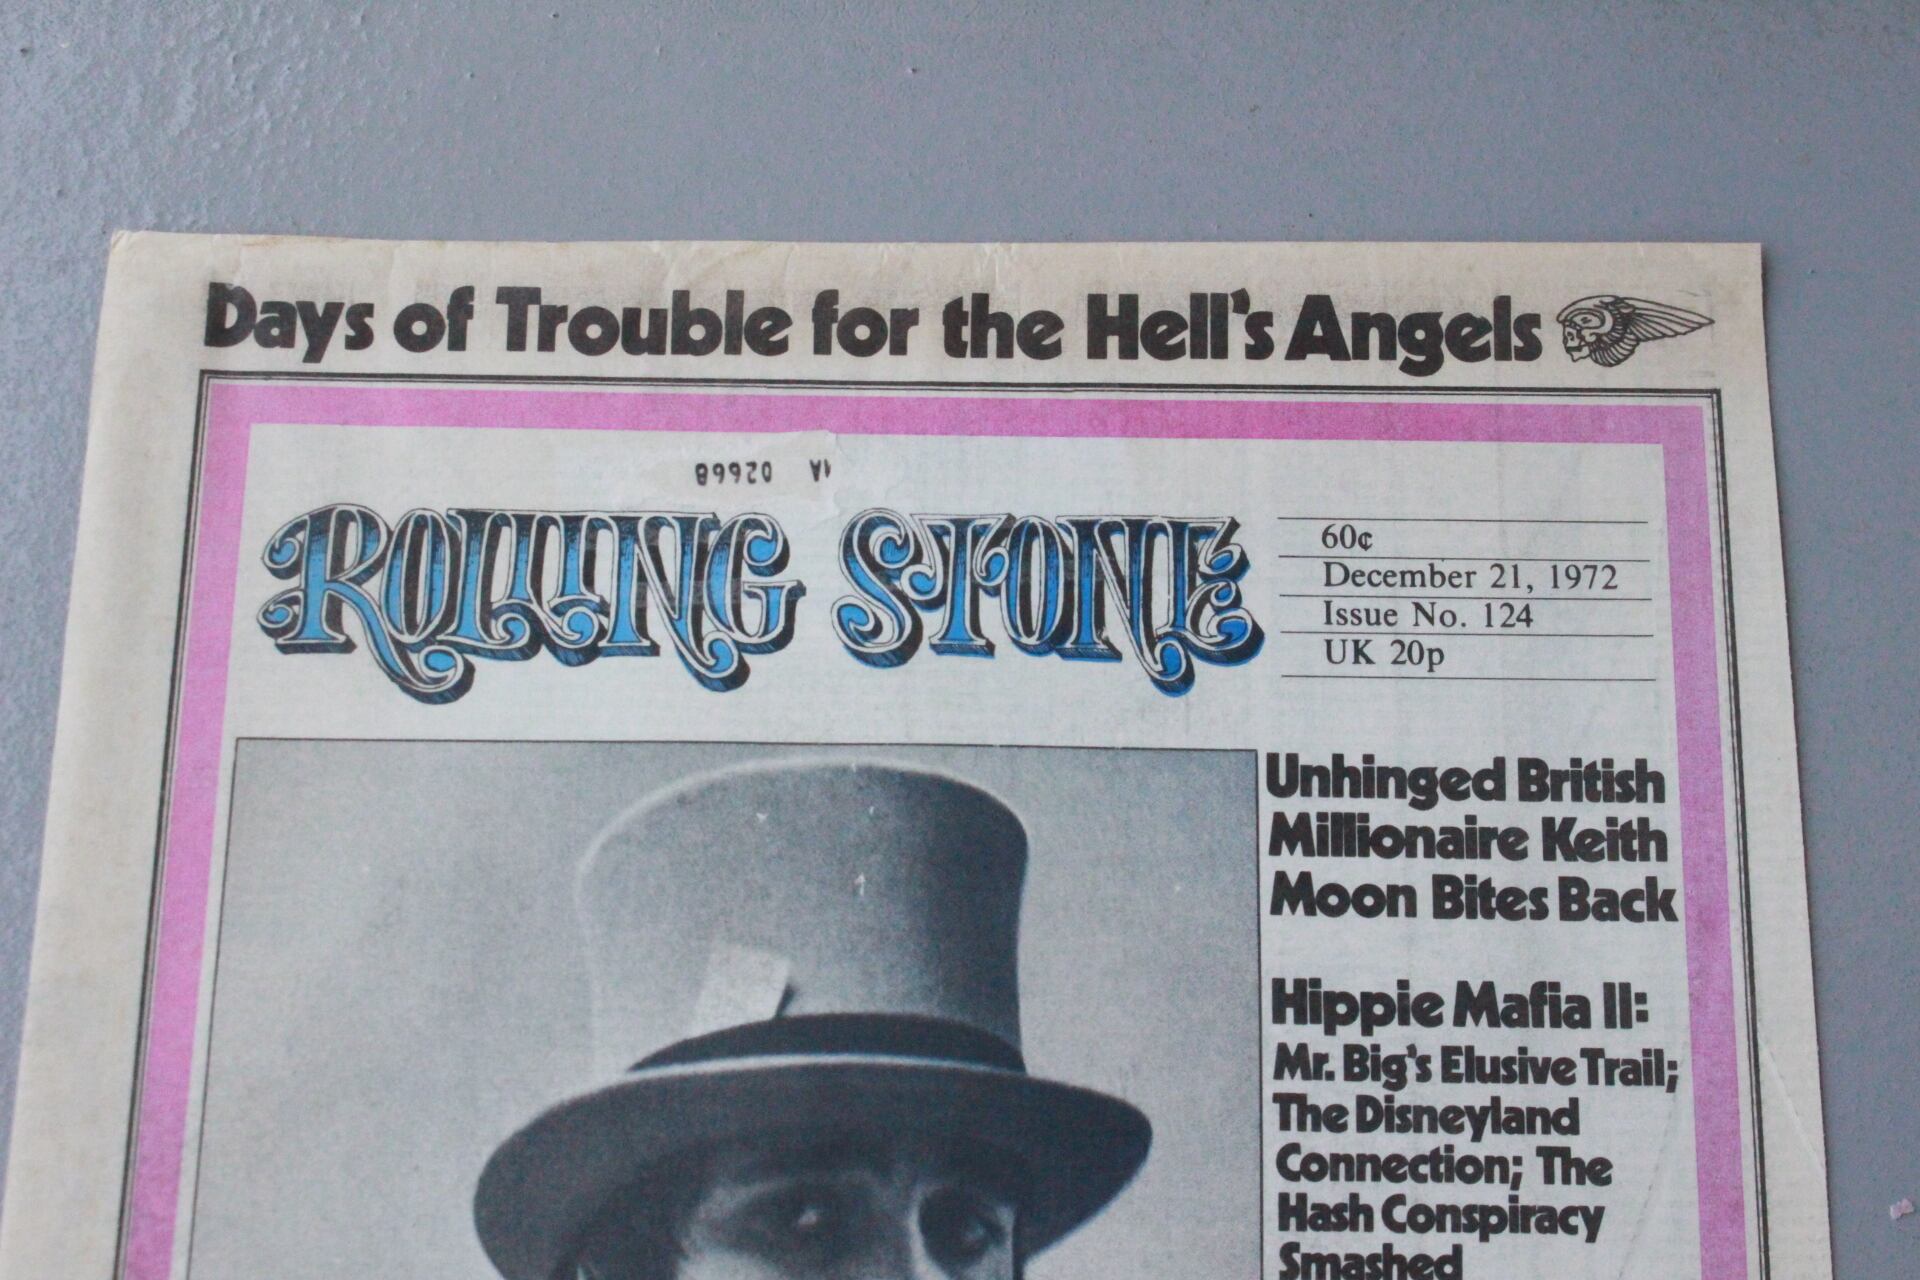 Days of Trouble for the Hell's Angels
1A 02668
ROLLING STONE
60¢
December 21, 1972
Issue No. 124
UK 20p
Unhinged British
Millionaire Keith
Moon Bites Back
Hippie Mafia II:
Mr. Big's Elusive Trail;
The Disneyland
Connection; The
Hash Conspiracy
Smashed